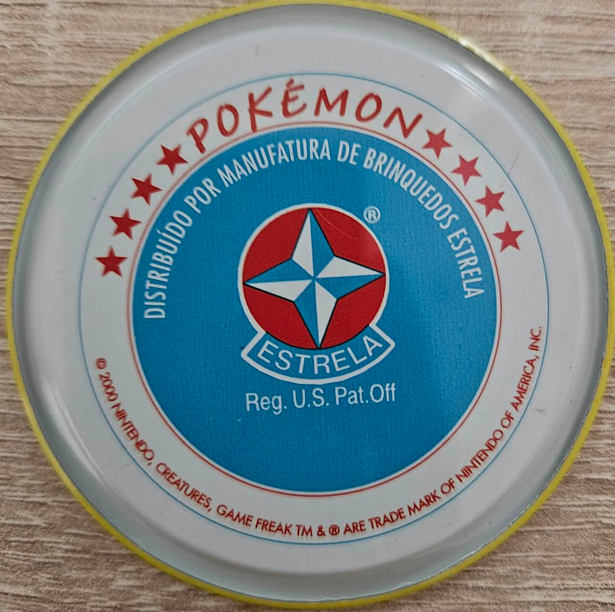 POKÉMON
DISTRIBUÍDO POR MANUFATURA DE BRINQUEDOS ESTRELA
®
ESTRELA
Reg. U.S. Pat.Off
© 2000 NINTENDO, CREATURES, GAME FREAK TM & ® ARE TRADE MARK OF NINTENDO OF AMERICA, INC.